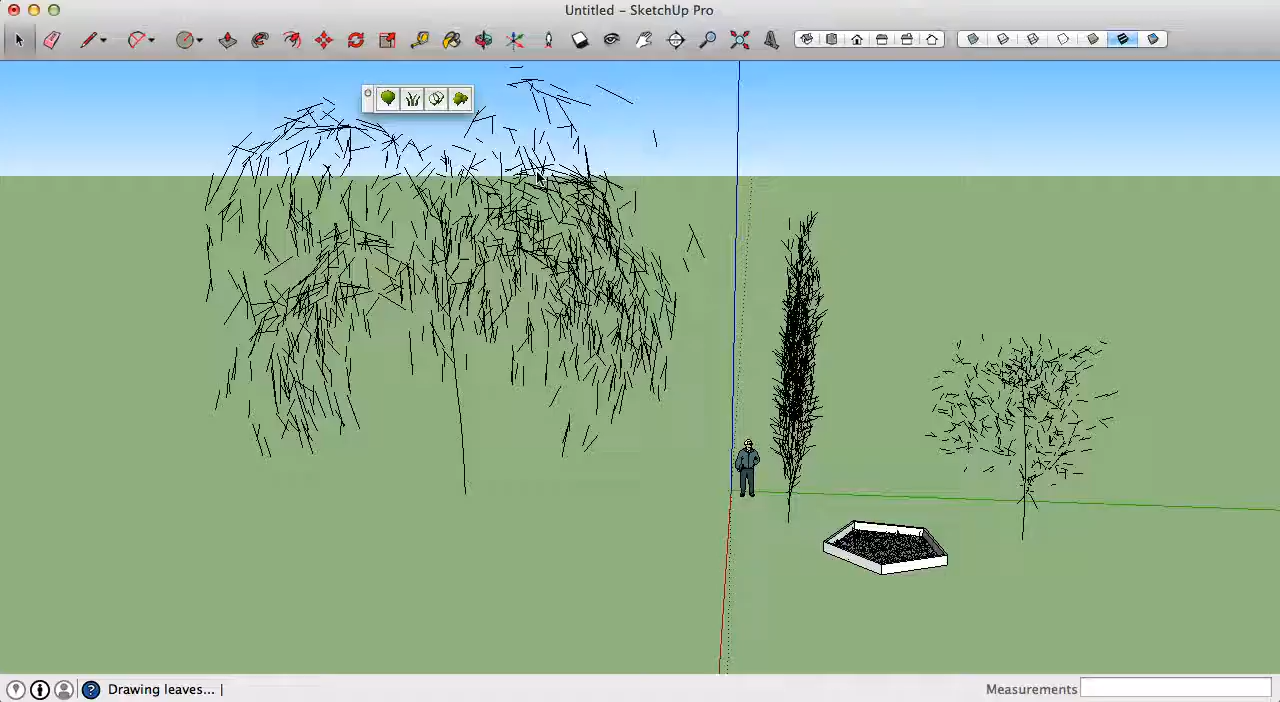 Untitled – SketchUp Pro
Drawing leaves... |
Measurements